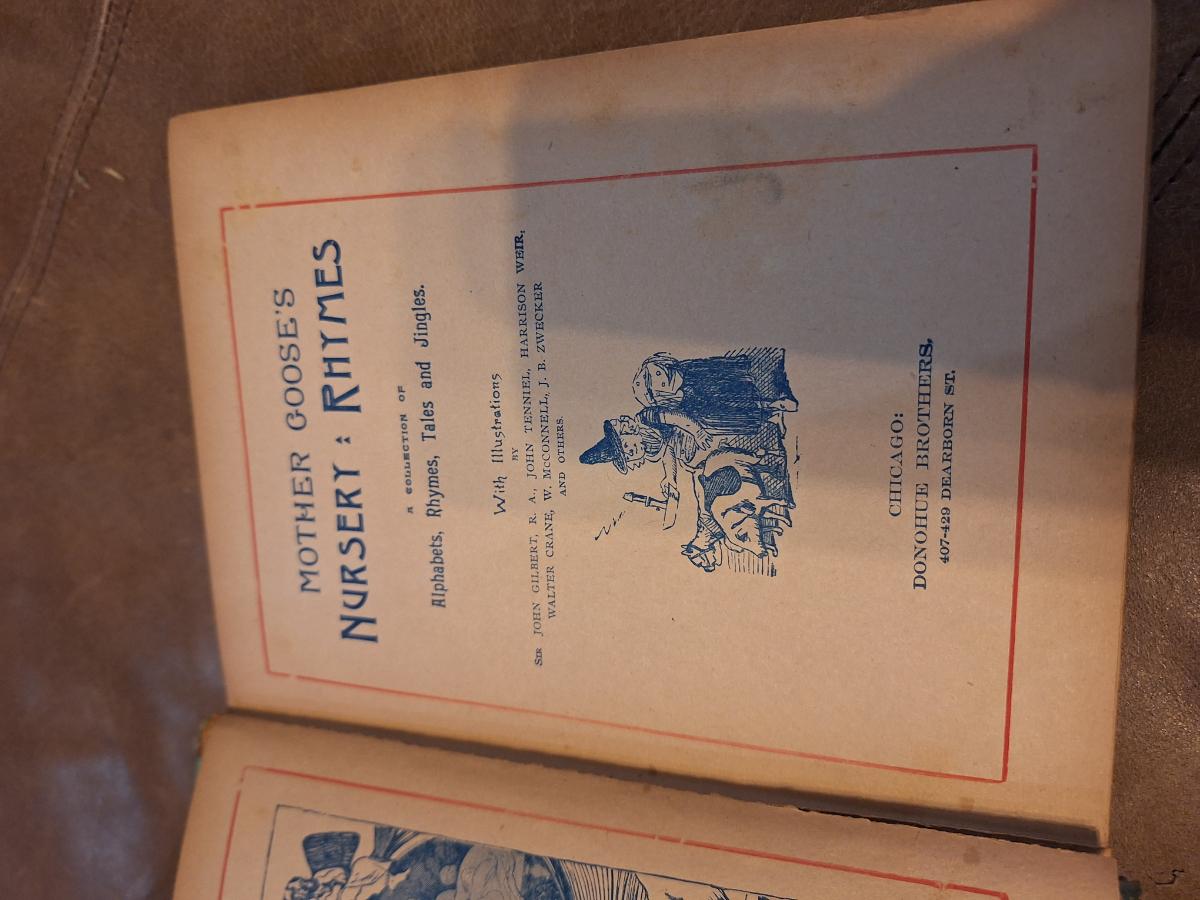 MOTHER GOOSE'S
NURSERY : RHYMES
A COLLECTION OF
Alphabets, Rhymes, Tales and Jingles.
With Illustrations
BY
SIR JOHN GILBERT, R. A., JOHN TENNIEL, HARRISON WEIR,
WALTER CRANE, W. McCONNELL, J. B. ZWECKER
AND OTHERS.
CHICAGO:
DONOHUE BROTHERS,
407-429 DEARBORN ST.